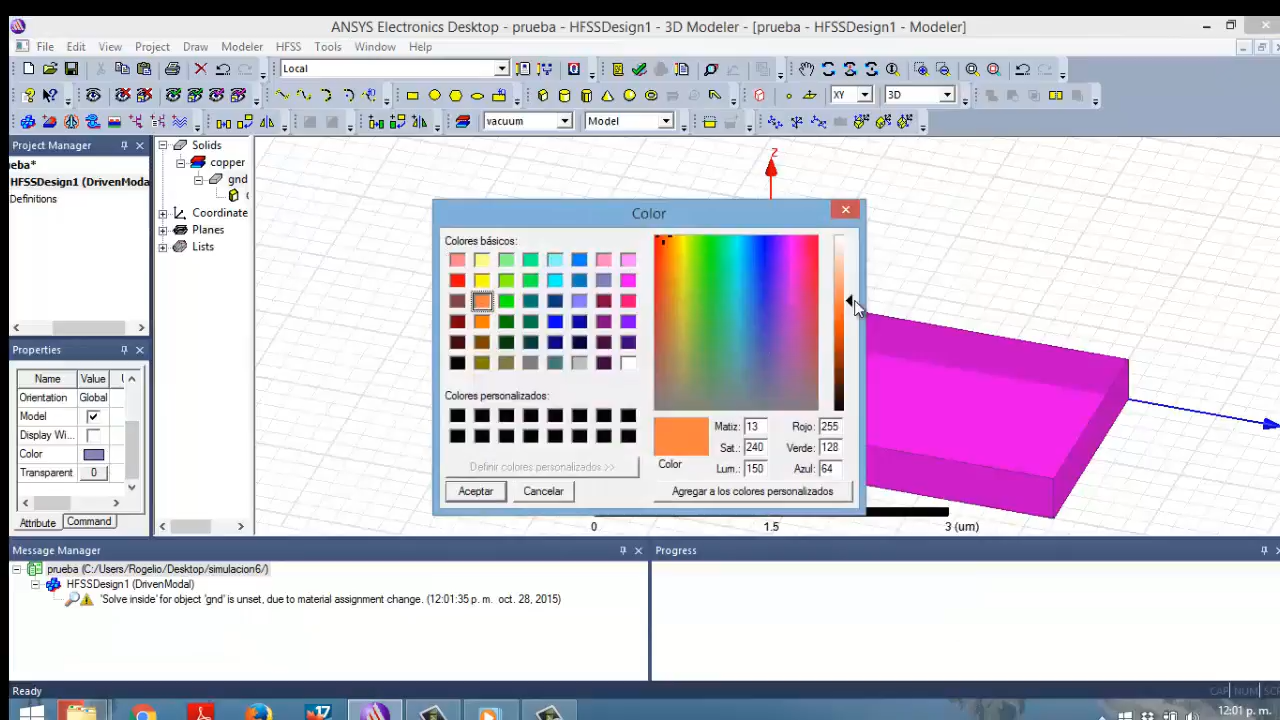 ANSYS Electronics Desktop - prueba - HFSSDesign1 - 3D Modeler - [prueba - HFSSDesign1 - Modeler]
File Edit View Project Draw Modeler HFSS Tools Window Help
Local
XY 3D
vacuum Model
Project Manager
eba*
HFSSDesign1 (DrivenModa
Definitions
Solids
copper
gnd
Coordinate
Planes
Lists
Z
Properties
Name Value
Orientation Global
Model
Display Wi...
Color
Transparent 0
Attribute Command
Color
Colores básicos:
Colores personalizados:
Definir colores personalizados >>
Aceptar Cancelar
Color
Matiz: 13 Rojo: 255
Sat.: 240 Verde: 128
Lum.: 150 Azul: 64
Agregar a los colores personalizados
0 1.5 3 (um)
Message Manager
prueba (C:/Users/Rogelio/Desktop/simulacion6/)
HFSSDesign1 (DrivenModal)
'Solve inside' for object 'gnd' is unset, due to material assignment change. (12:01:35 p. m. oct. 28, 2015)
Progress
Ready
CAP NUM SC
17
12:01 p. m.